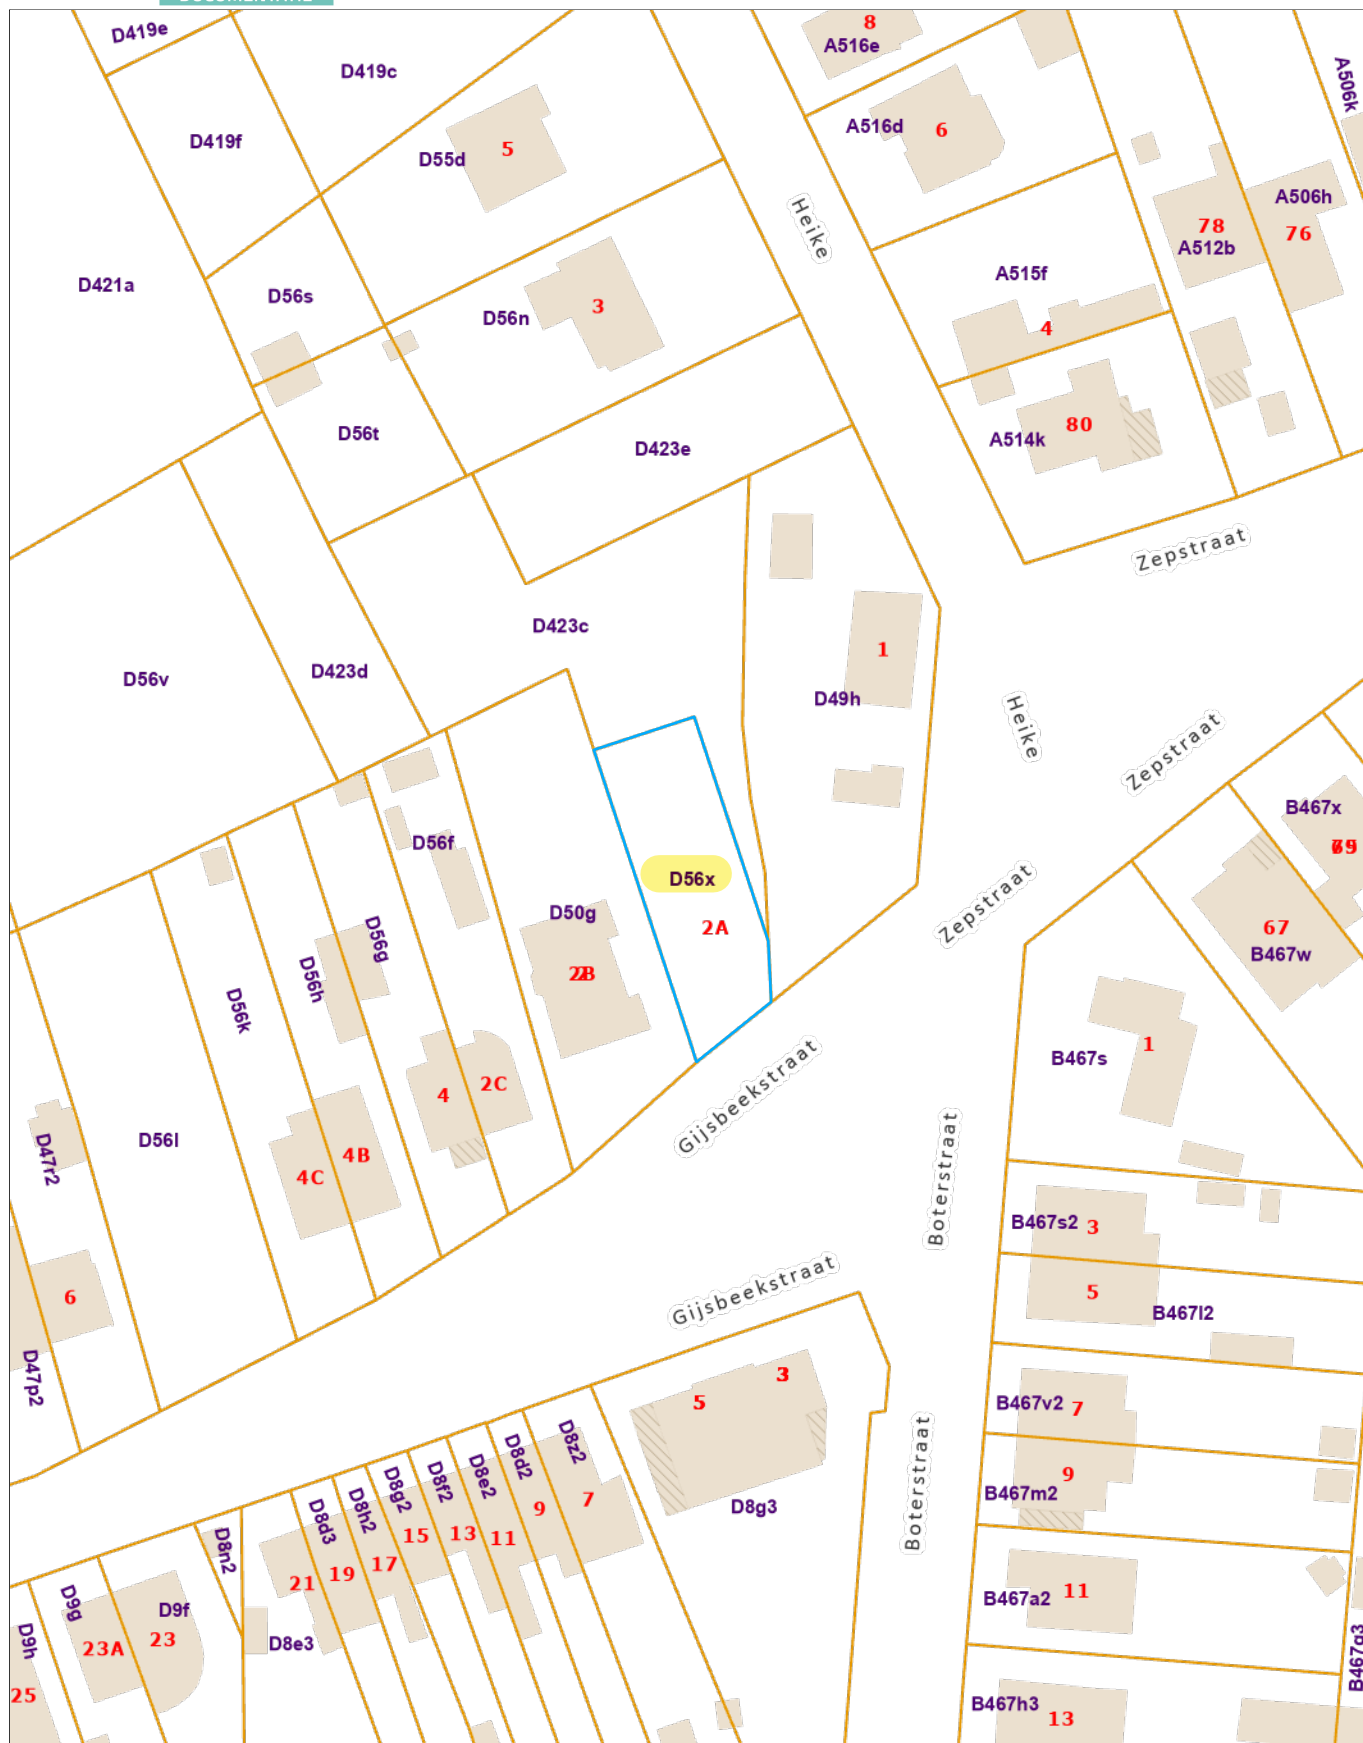 8
D419e
A516e
D419c
A506k
A516d
6
D419f
5
D55d
A506h
Heike
78
76
A512b
A515f
D421a
D56s
3
D56n
4
80
D56t
A514k
D423e
Zepstraat
D423c
1
D423d
D56v
D49h
Heike
Zepstraat
B467x
D56f
D56x
Zepstraat
D50g
2A
67
B467w
D56g
D56h
2B
D56k
1
B467s
2C
4
Gijsbeekstraat
D56l
4B
D47r2
4C
Boterstraat
B467s2
3
6
Gijsbeekstraat
5
B467l2
D47p2
3
5
B467v2
7
D8z2
D8d2
D8e2
D8f2
D8g2
D8h2
D8d3
9
B467m2
7
9
D8g3
Boterstraat
11
13
15
17
19
21
D8n2
D9g
D9f
11
B467a2
23
23A
D8e3
D9h
25
B467g3
B467h3
13